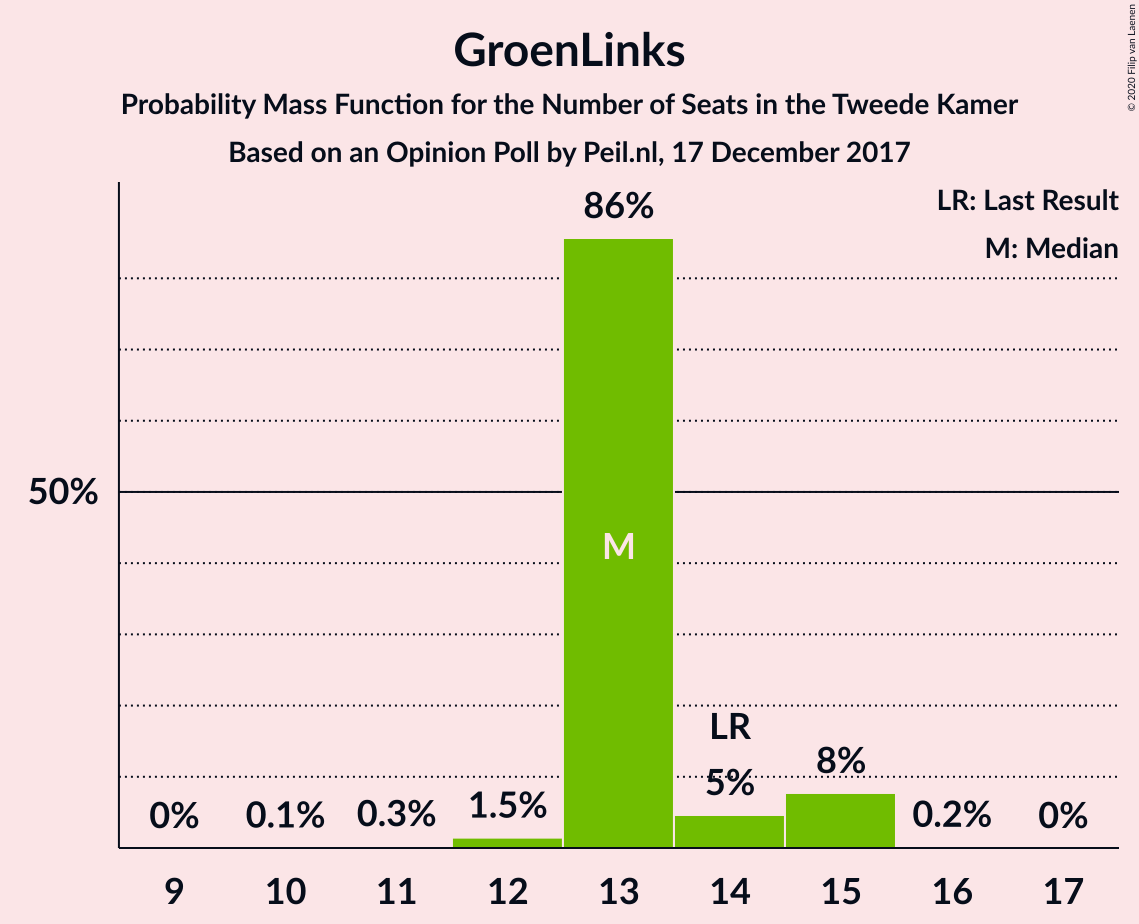 GroenLinks
Probability Mass Function for the Number of Seats in the Tweede Kamer
Based on an Opinion Poll by Peil.nl, 17 December 2017
© 2020 Filip van Laenen
LR: Last Result
M: Median
86%
50%
M
LR
0%
0.1%
0.3%
1.5%
5%
8%
0.2%
0%
9 10 11 12 13 14 15 16 17